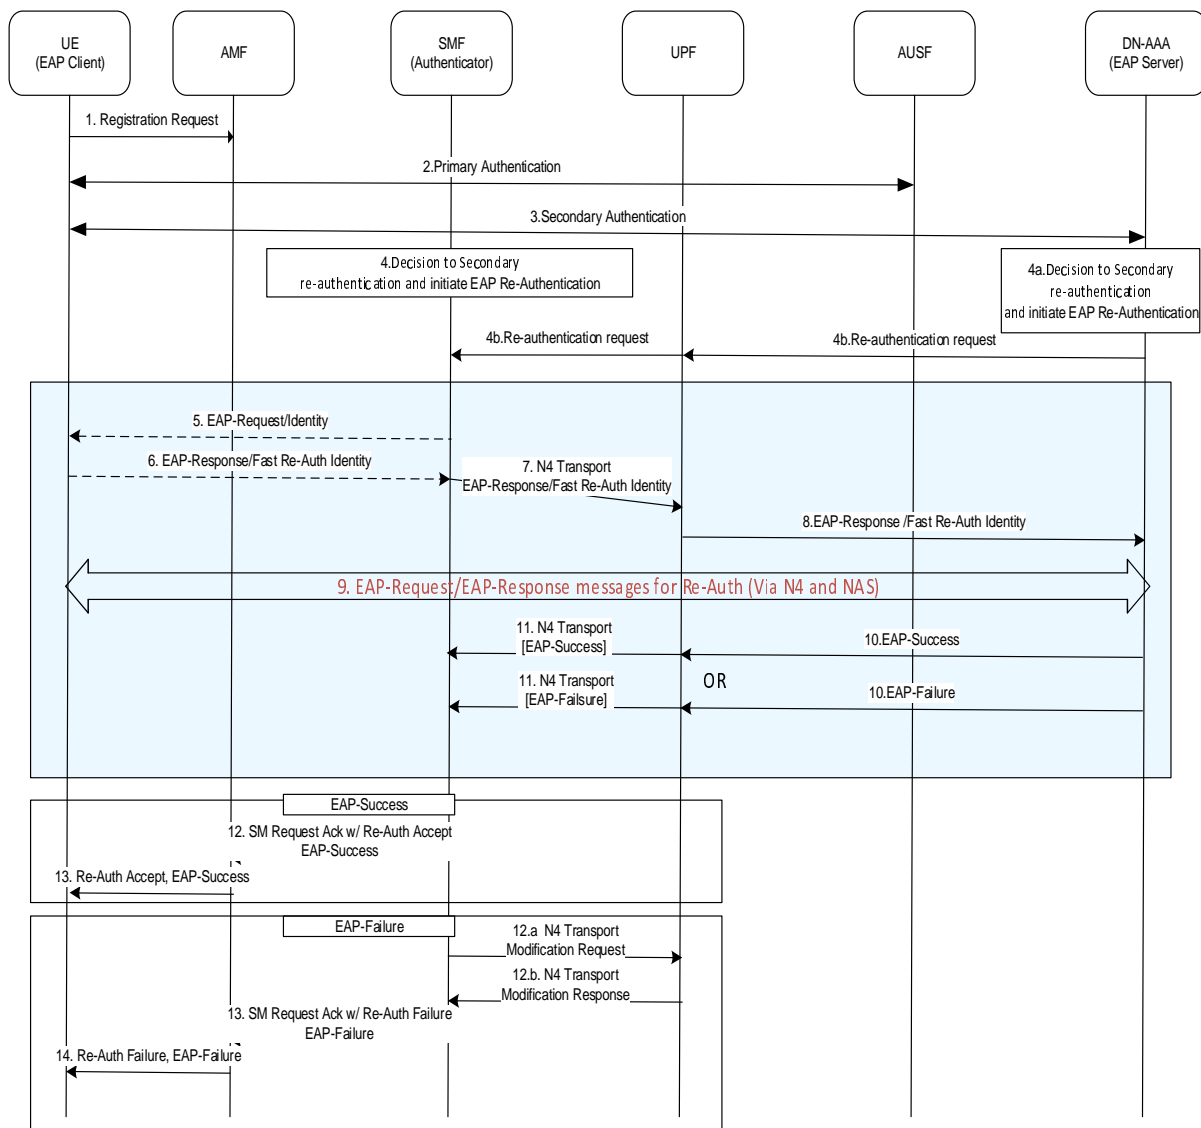 UE
(EAP Client)
AMF
SMF
(Authenticator)
UPF
AUSF
DN-AAA
(EAP Server)
1. Registration Request
2.Primary Authentication
3.Secondary Authentication
4.Decision to Secondary
re-authentication and initiate EAP Re-Authentication
4a.Decision to Secondary
re-authentication
and initiate EAP Re-Authentication
4b.Re-authentication request
4b.Re-authentication request
5. EAP-Request/Identity
6. EAP-Response/Fast Re-Auth Identity
7. N4 Transport
EAP-Response/Fast Re-Auth Identity
8.EAP-Response /Fast Re-Auth Identity
9. EAP-Request/EAP-Response messages for Re-Auth (Via N4 and NAS)
11. N4 Transport
[EAP-Success]
10.EAP-Success
OR
11. N4 Transport
[EAP-Failsure]
10.EAP-Failure
EAP-Success
12. SM Request Ack w/ Re-Auth Accept
EAP-Success
13. Re-Auth Accept, EAP-Success
EAP-Failure
12.a N4 Transport
Modification Request
12.b. N4 Transport
Modification Response
13. SM Request Ack w/ Re-Auth Failure
EAP-Failure
14. Re-Auth Failure, EAP-Failure